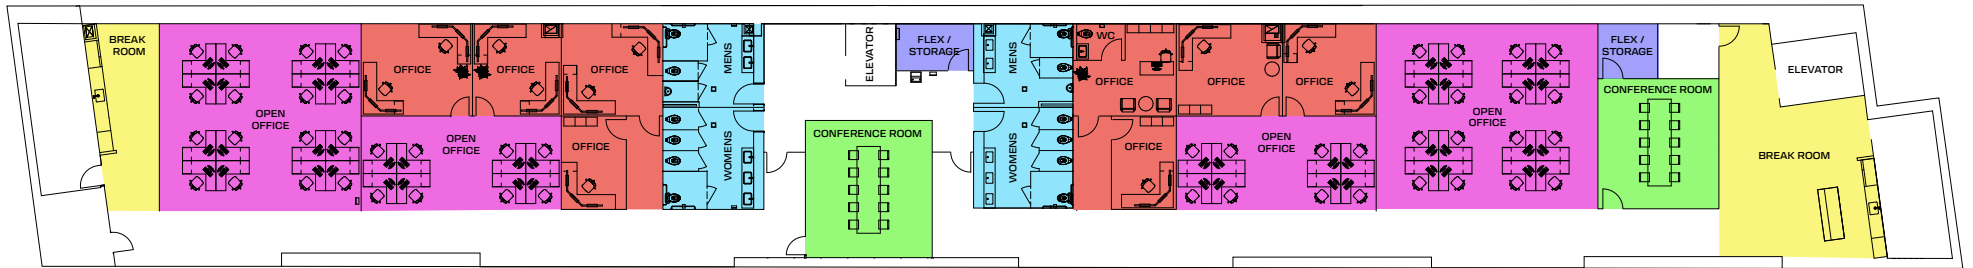 BREAK
ROOM
OPEN
OFFICE
OFFICE
OFFICE
OPEN
OFFICE
OFFICE
OFFICE
MENS
WOMENS
ELEVATOR
FLEX /
STORAGE
CONFERENCE ROOM
MENS
WOMENS
WC
OFFICE
OFFICE
OFFICE
OFFICE
OPEN
OFFICE
OPEN
OFFICE
FLEX /
STORAGE
CONFERENCE ROOM
ELEVATOR
BREAK ROOM